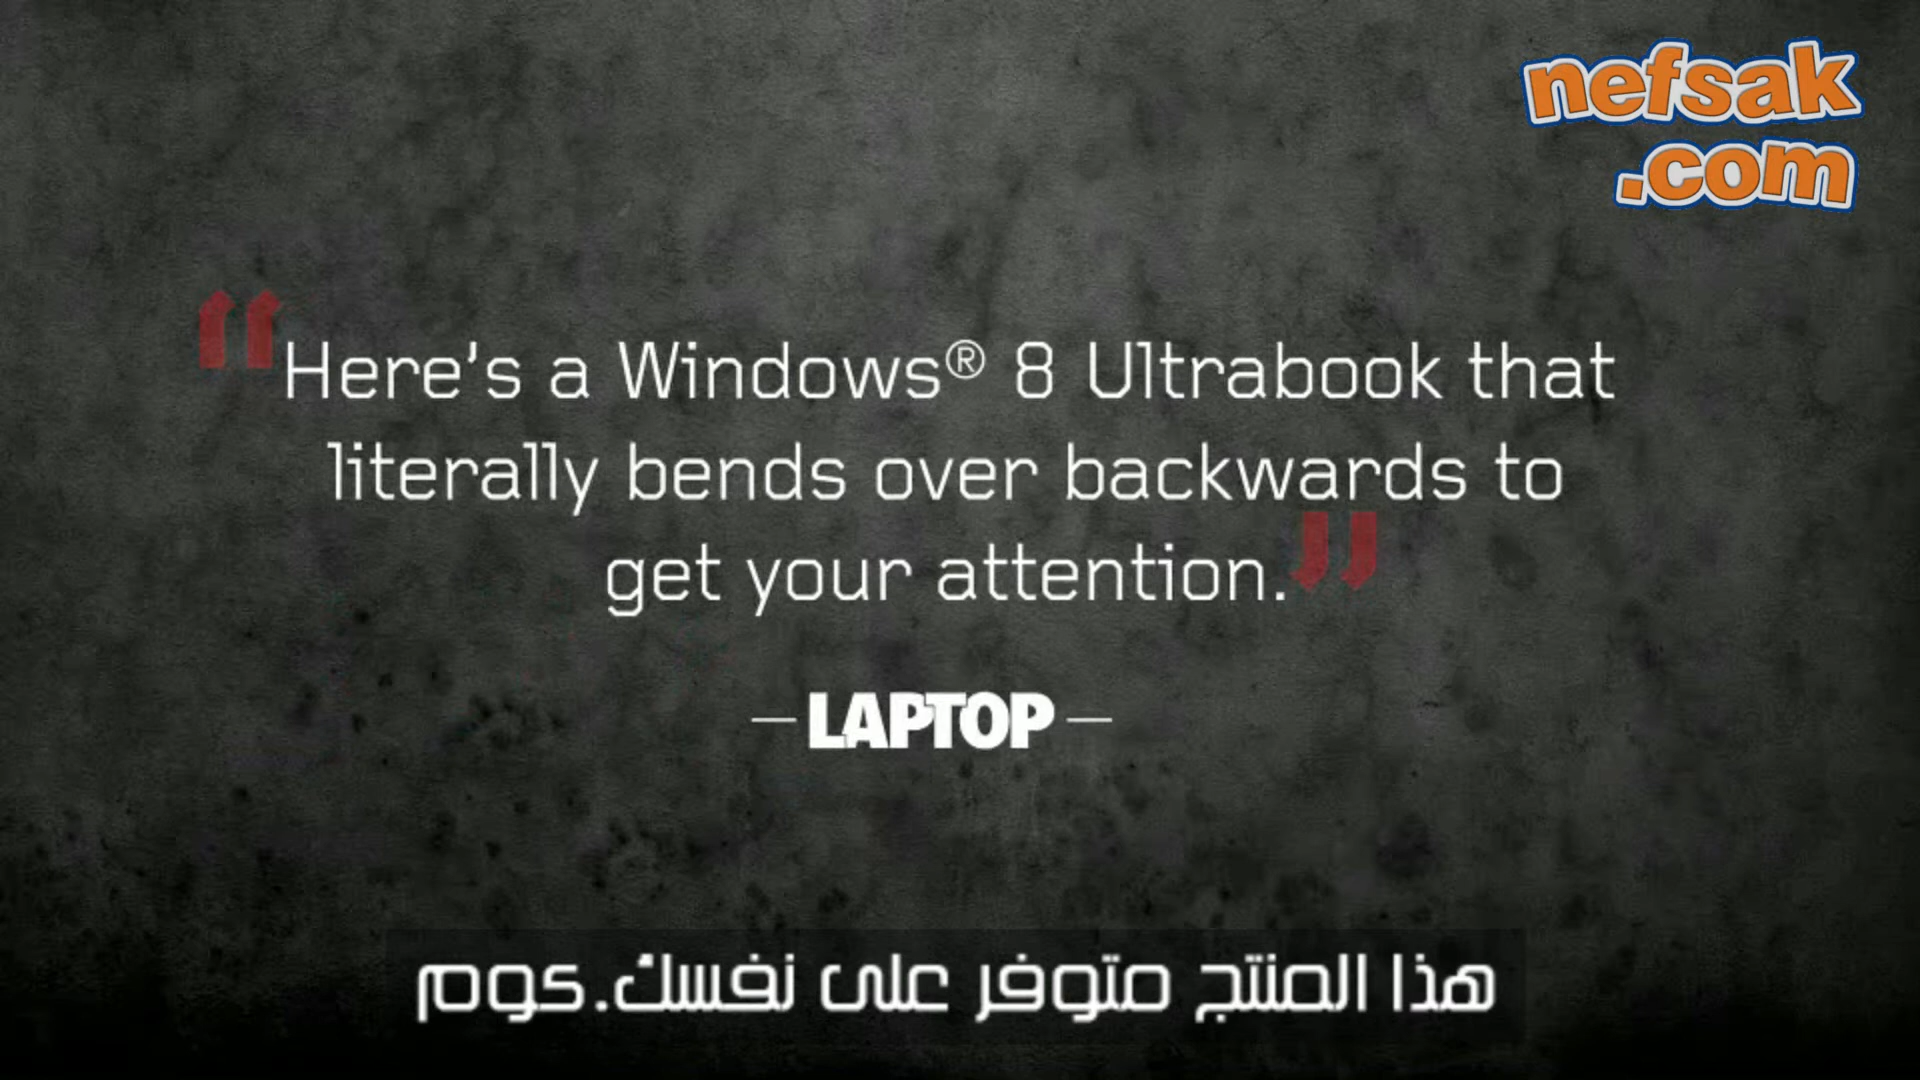 nefsak
.com
“Here's a Windows® 8 Ultrabook that
literally bends over backwards to
get your attention.”
– LAPTOP –
هذا المنتج متوفر على نفسك.كوم